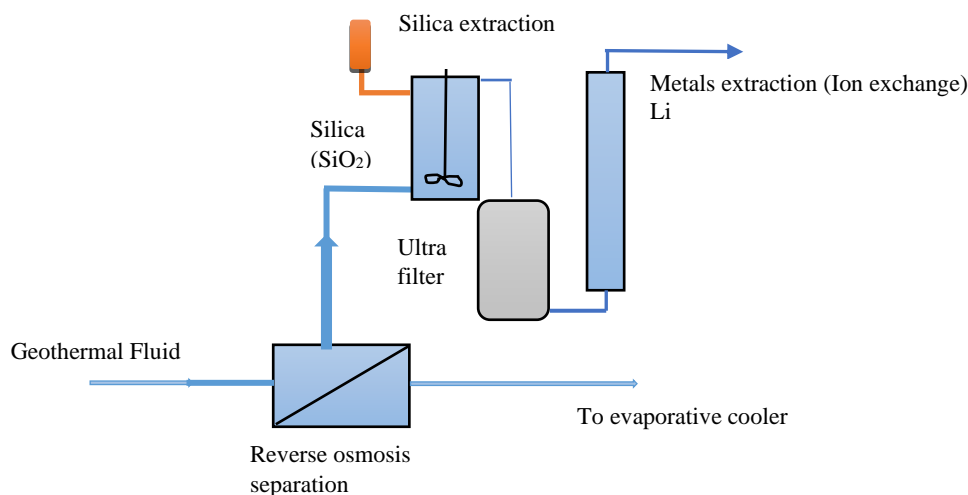 Silica extraction
Metals extraction (Ion exchange)
Li
Silica
(SiO₂)
Ultra
filter
Geothermal Fluid
To evaporative cooler
Reverse osmosis
separation